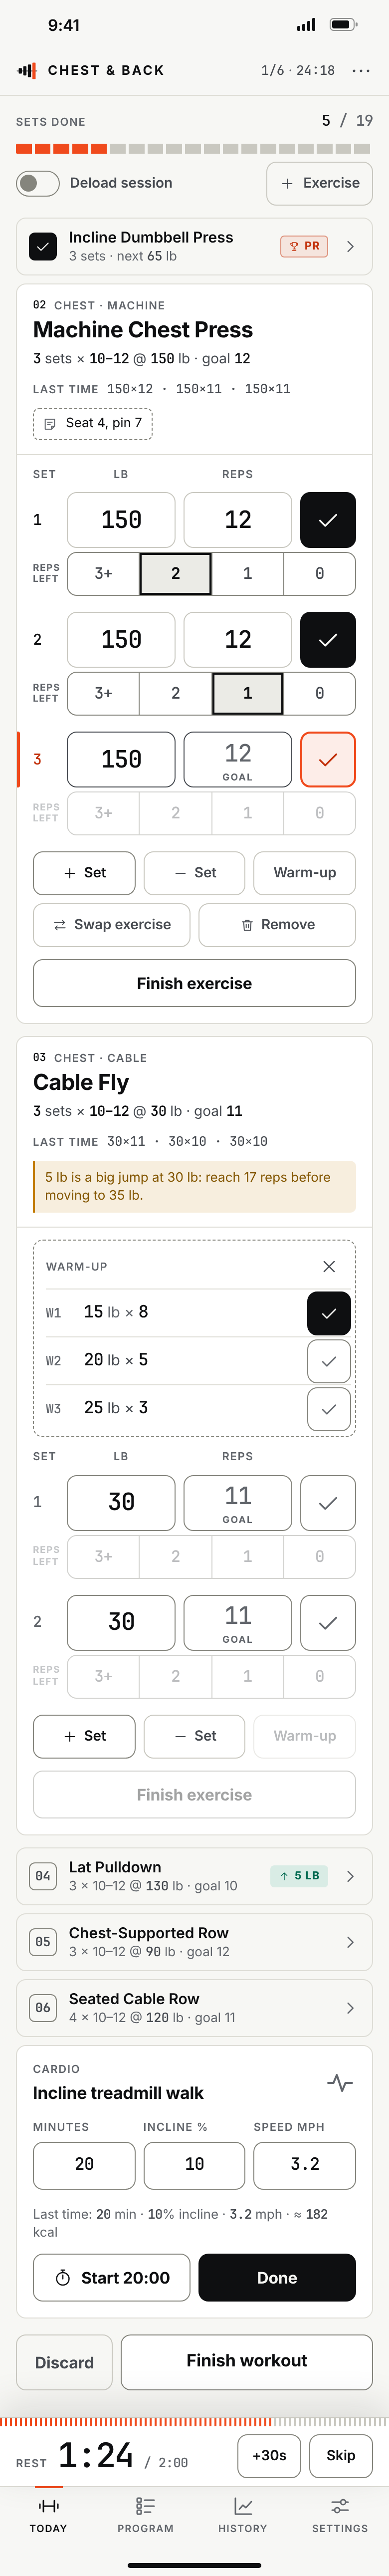 9:41
CHEST & BACK
1/6 · 24:18
SETS DONE
5 / 19
Deload session
+ Exercise
Incline Dumbbell Press
3 sets · next 65 lb
PR
02 CHEST · MACHINE
Machine Chest Press
3 sets × 10–12 @ 150 lb · goal 12
LAST TIME 150×12 · 150×11 · 150×11
Seat 4, pin 7
SET LB REPS
1 150 12
REPS LEFT 3+ 2 1 0
2 150 12
REPS LEFT 3+ 2 1 0
3 150 12 GOAL
REPS LEFT 3+ 2 1 0
+ Set − Set Warm-up
Swap exercise Remove
Finish exercise
03 CHEST · CABLE
Cable Fly
3 sets × 10–12 @ 30 lb · goal 11
LAST TIME 30×11 · 30×10 · 30×10
5 lb is a big jump at 30 lb: reach 17 reps before
moving to 35 lb.
WARM-UP
W1 15 lb × 8
W2 20 lb × 5
W3 25 lb × 3
SET LB REPS
1 30 11 GOAL
REPS LEFT 3+ 2 1 0
2 30 11 GOAL
REPS LEFT 3+ 2 1 0
+ Set − Set Warm-up
Finish exercise
04 Lat Pulldown
3 × 10–12 @ 130 lb · goal 10
↑ 5 LB
05 Chest-Supported Row
3 × 10–12 @ 90 lb · goal 12
06 Seated Cable Row
4 × 10–12 @ 120 lb · goal 11
CARDIO
Incline treadmill walk
MINUTES INCLINE % SPEED MPH
20 10 3.2
Last time: 20 min · 10% incline · 3.2 mph · ≈ 182
kcal
Start 20:00 Done
Discard Finish workout
REST 1:24 / 2:00 +30s Skip
TODAY PROGRAM HISTORY SETTINGS